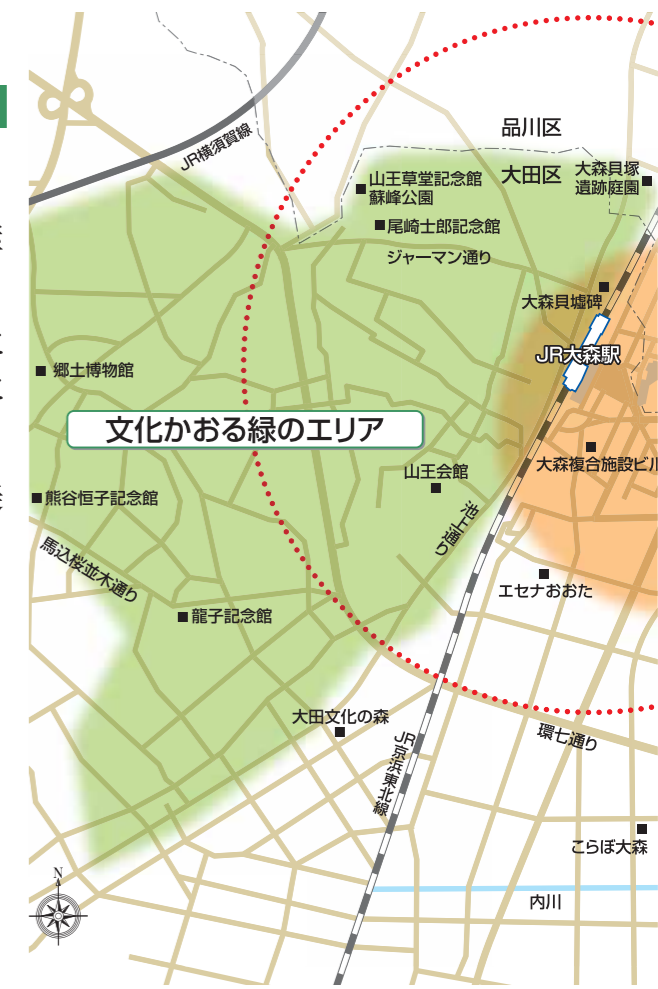 品川区
JR横須賀線
大田区
大森貝塚
遺跡庭園
山王草堂記念館
蘇峰公園
尾崎士郎記念館
ジャーマン通り
大森貝墟碑
JR大森駅
郷土博物館
文化かおる緑のエリア
大森複合施設ビル
山王会館
熊谷恒子記念館
池上通り
馬込桜並木通り
エセナおおた
龍子記念館
大田文化の森
環七通り
JR京浜東北線
こらぼ大森
N
内川